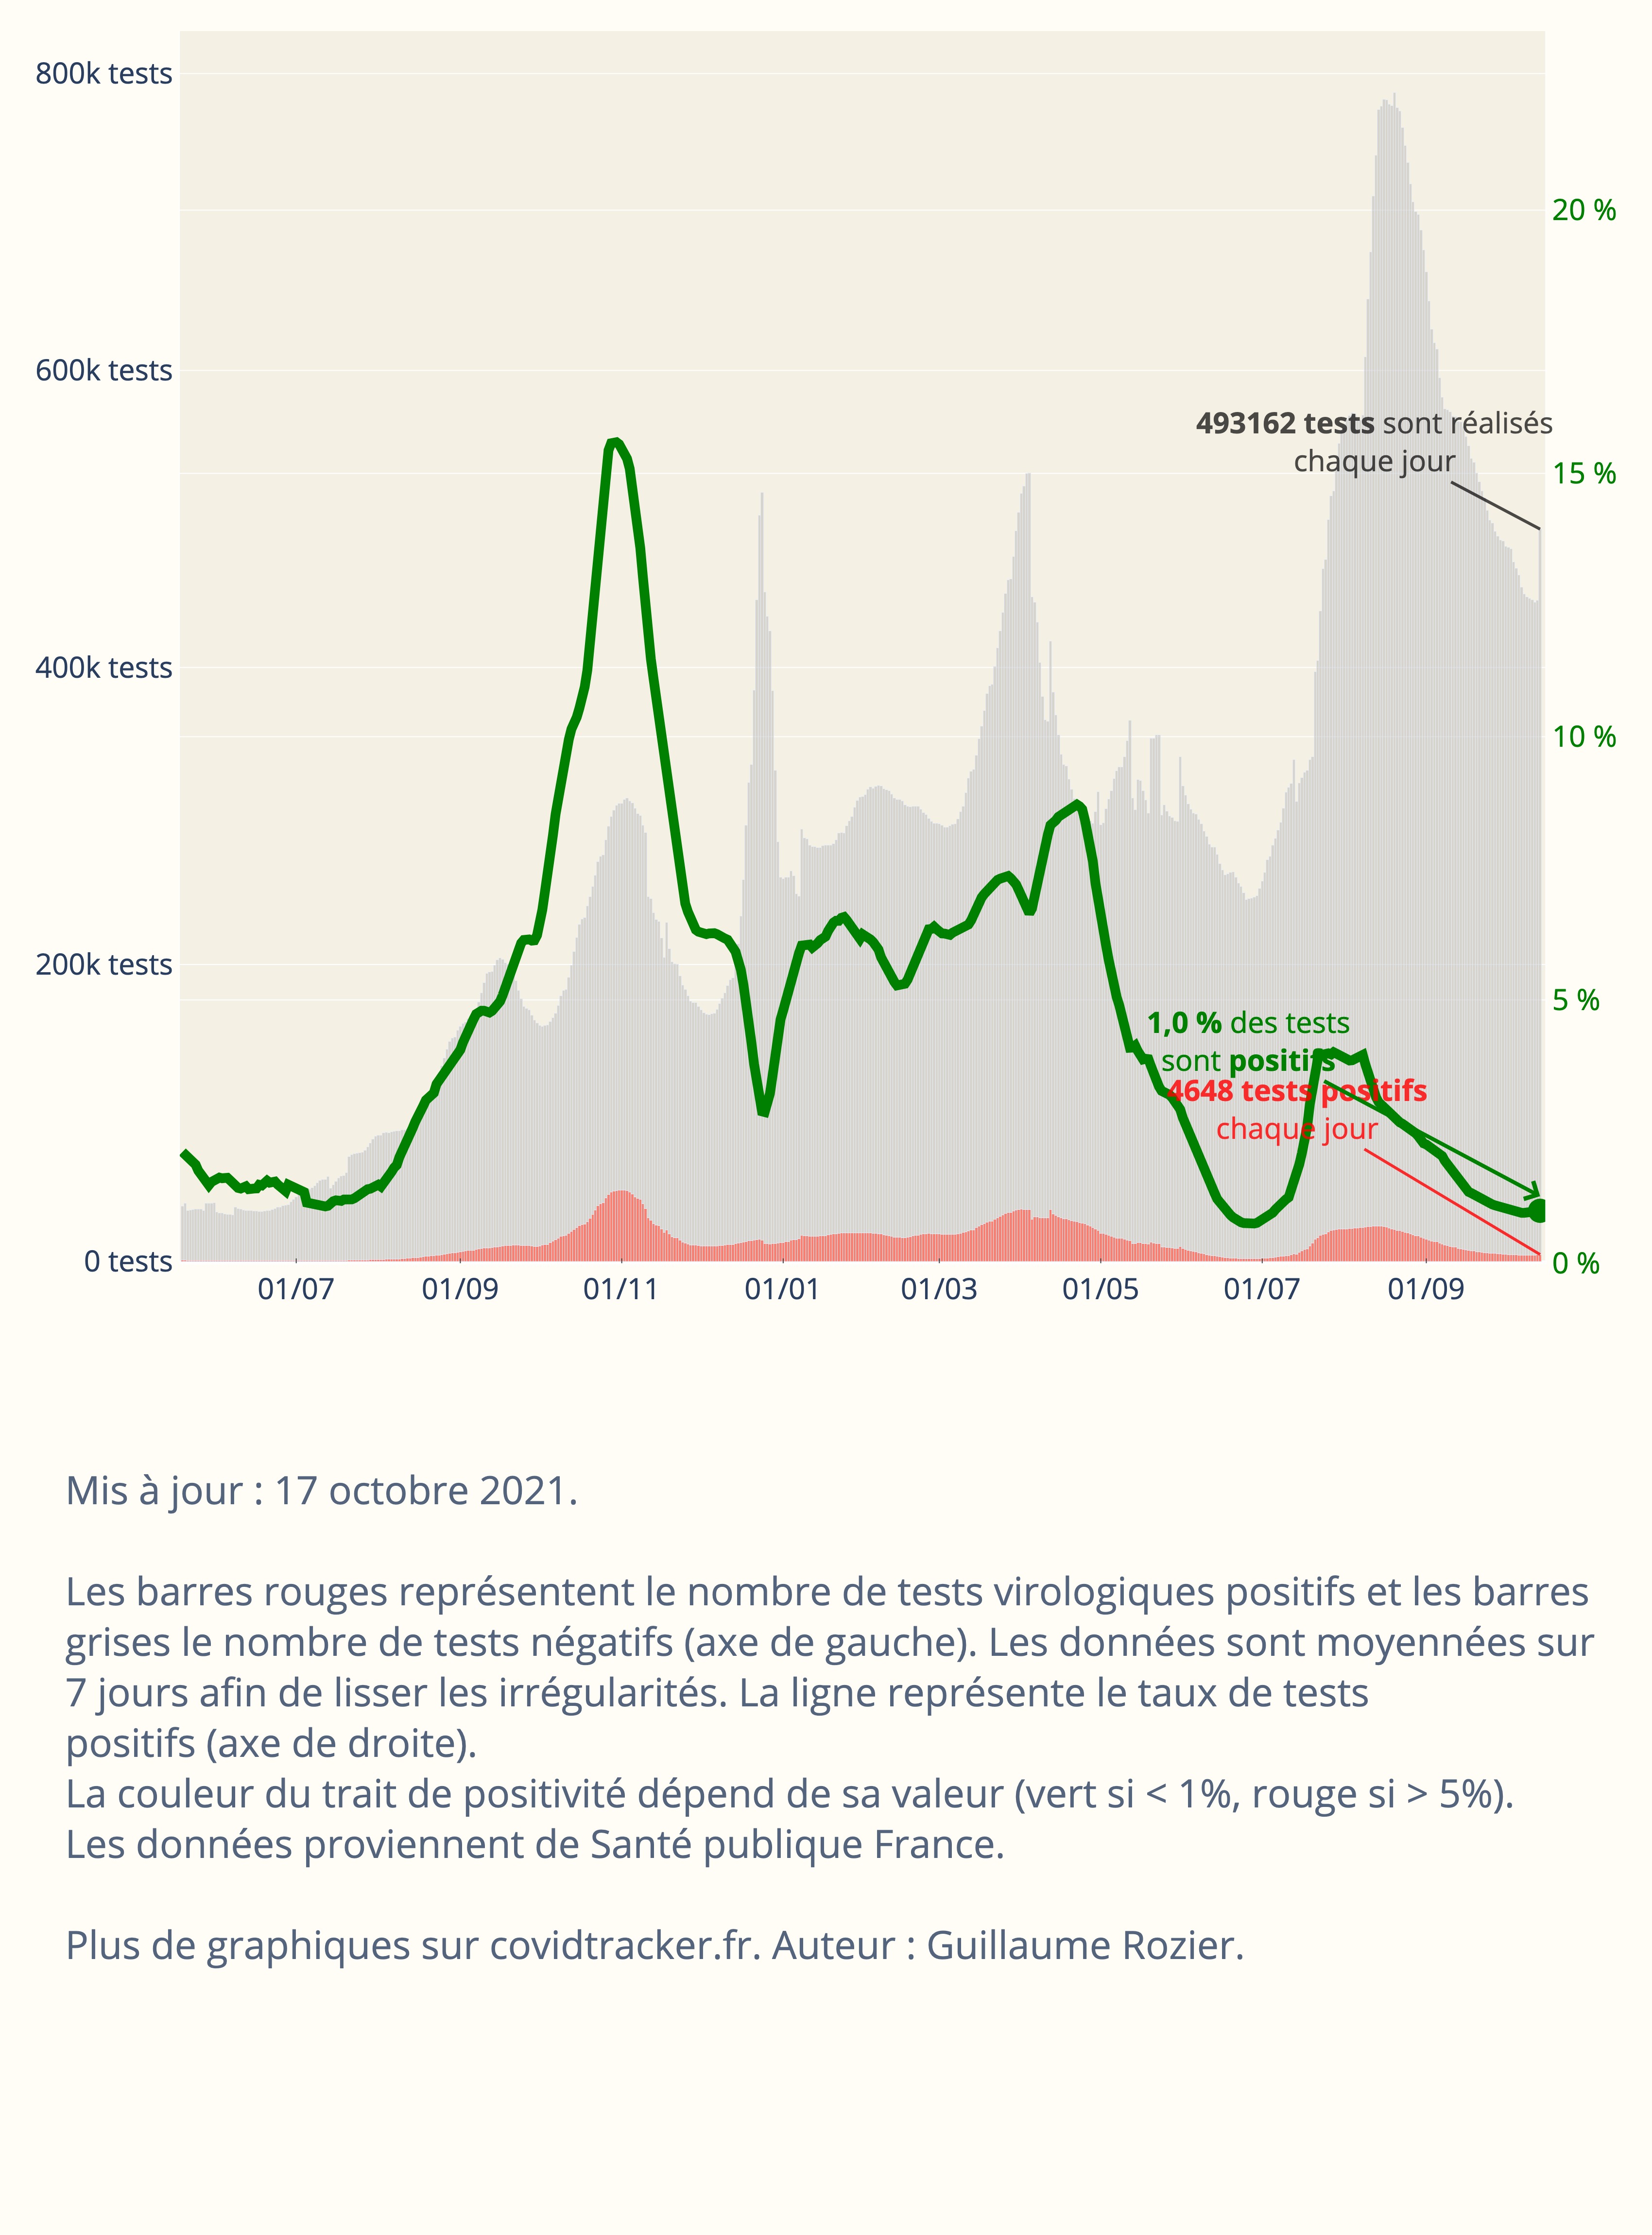 800k tests
20 %
600k tests
493162 tests sont réalisés
chaque jour
15 %
400k tests
10 %
200k tests
5 %
1,0 % des tests
sont positifs
4648 tests positifs
chaque jour
0 tests
0 %
01/07
01/09
01/11
01/01
01/03
01/05
01/07
01/09
Mis à jour : 17 octobre 2021.
Les barres rouges représentent le nombre de tests virologiques positifs et les barres
grises le nombre de tests négatifs (axe de gauche). Les données sont moyennées sur
7 jours afin de lisser les irrégularités. La ligne représente le taux de tests
positifs (axe de droite).
La couleur du trait de positivité dépend de sa valeur (vert si < 1%, rouge si > 5%).
Les données proviennent de Santé publique France.
Plus de graphiques sur covidtracker.fr. Auteur : Guillaume Rozier.